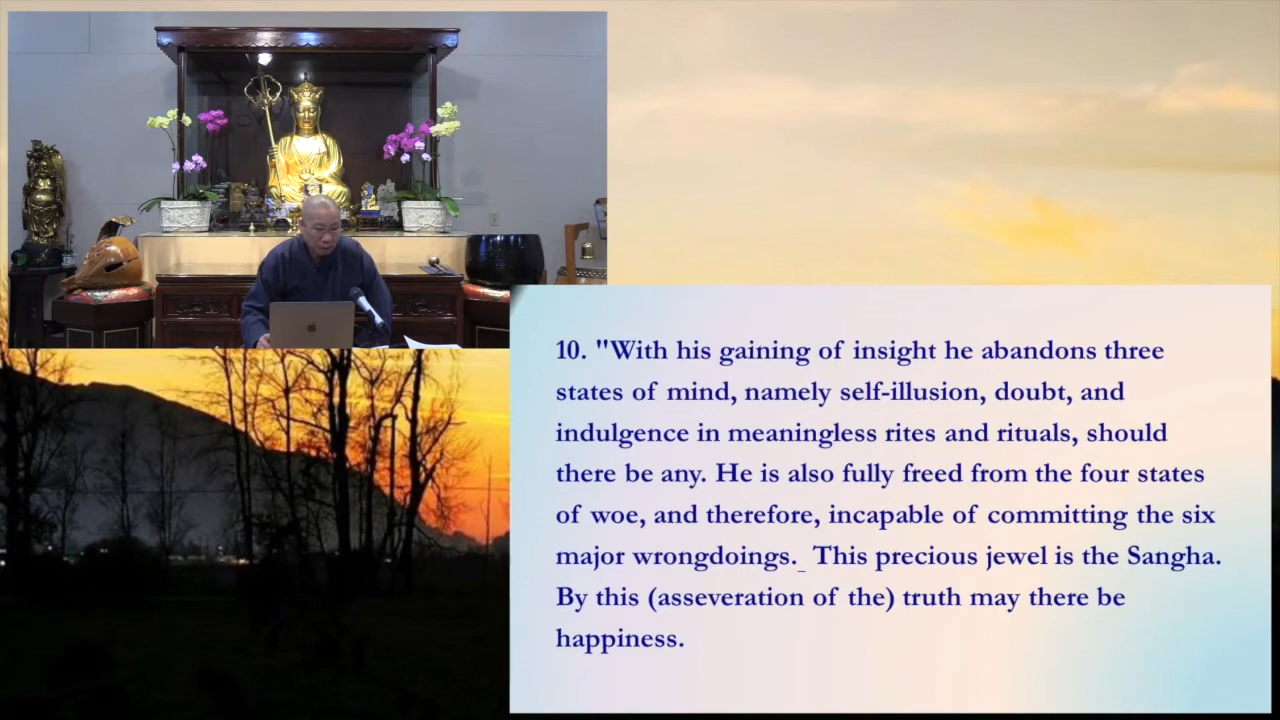 10. "With his gaining of insight he abandons three
states of mind, namely self-illusion, doubt, and
indulgence in meaningless rites and rituals, should
there be any. He is also fully freed from the four states
of woe, and therefore, incapable of committing the six
major wrongdoings._ This precious jewel is the Sangha.
By this (asseveration of the) truth may there be
happiness.